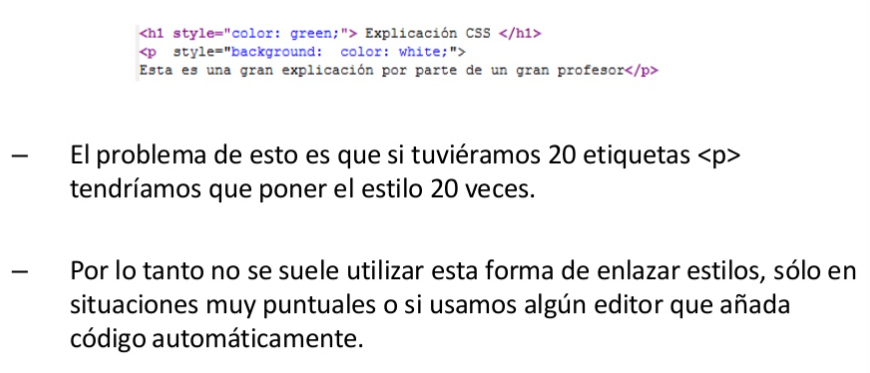 <h1 style="color: green;"> Explicación CSS </h1>
<p  style="background:  color: white;">
Esta es una gran explicación por parte de un gran profesor</p>
– El problema de esto es que si tuviéramos 20 etiquetas <p>
tendríamos que poner el estilo 20 veces.
– Por lo tanto no se suele utilizar esta forma de enlazar estilos, sólo en
situaciones muy puntuales o si usamos algún editor que añada
código automáticamente.